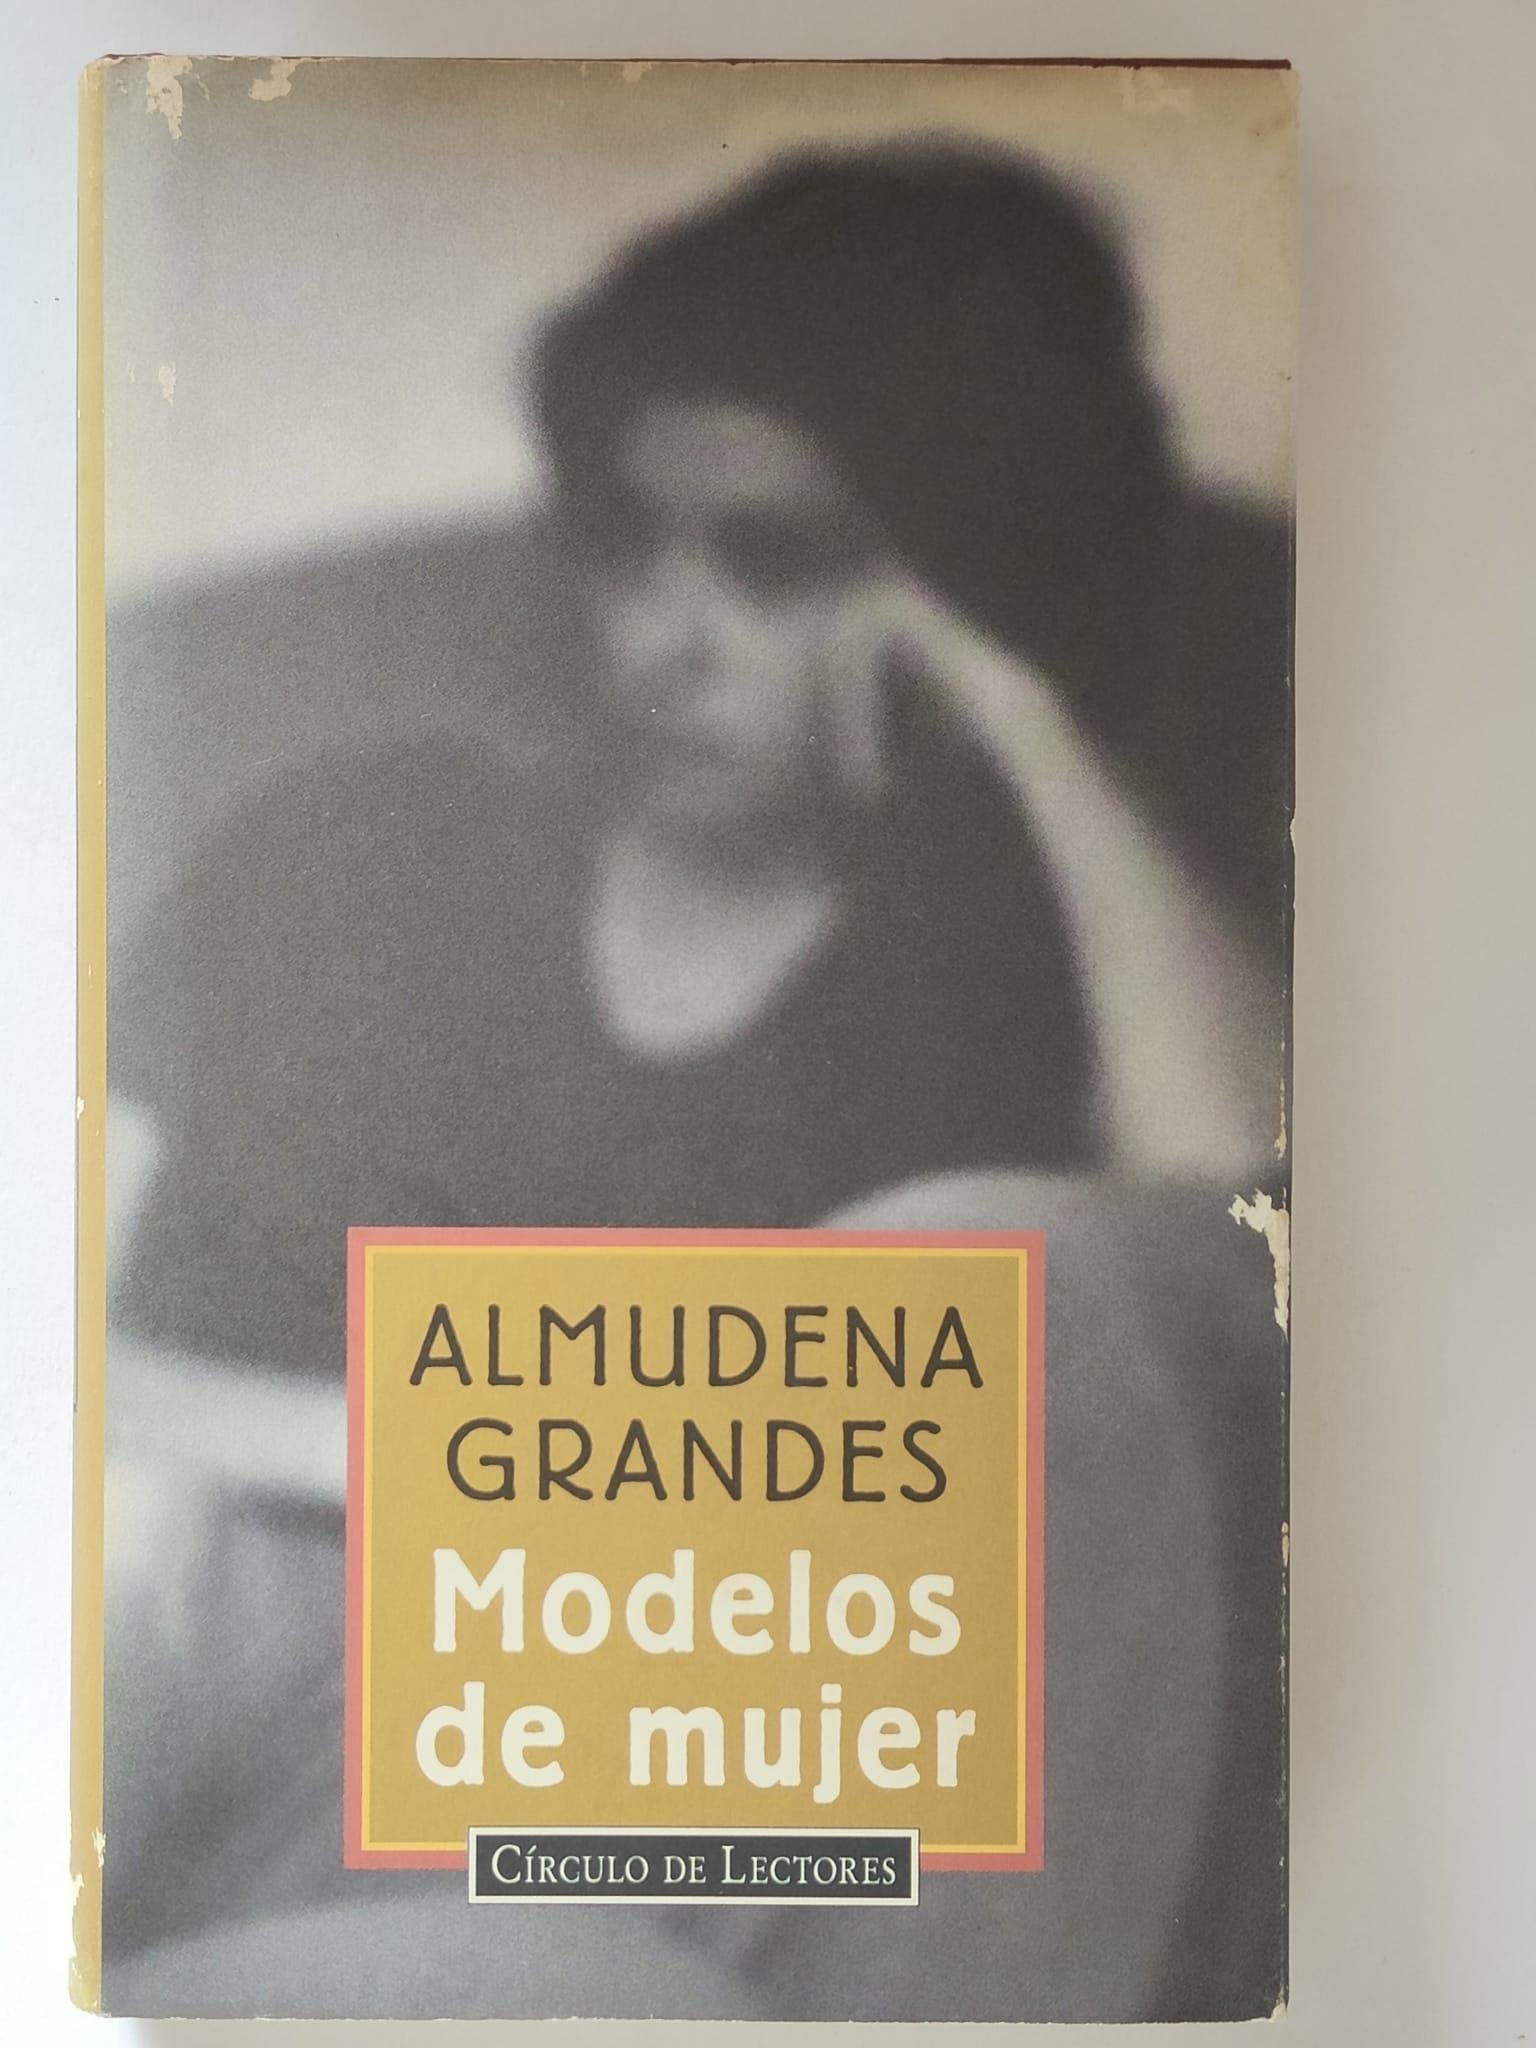 ALMUDENA
GRANDES
Modelos
de mujer
CÍRCULO DE LECTORES